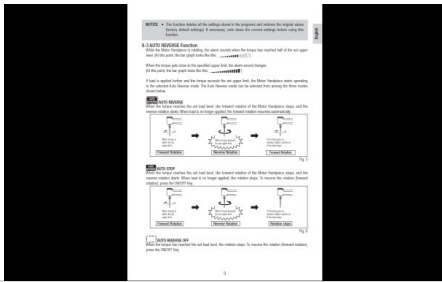 NOTICE • This function deletes all the settings stored in the programs and restores the original values
(factory default settings). If necessary, note down the current settings before using this
function.
English
8-3 AUTO REVERSE Function
While the Motor Handpiece is rotating, the alarm sounds when the torque has reached half of the set upper
level. (At this point, the bar graph looks like this:
When the torque gets close to the specified upper limit, the alarm sound changes.
(At this point, the bar graph looks like this:
If load is applied further and the torque exceeds the set upper limit, the Motor Handpiece starts operating
in the selected Auto Reverse mode. The Auto Reverse mode can be selected from among the three modes
shown below.
AUTO REVERSE
When the torque reaches the set load level, the forward rotation of the Motor Handpiece stops, and the
reverse rotation starts. When load is no longer applied, the forward rotation resumes automatically.
Forward Rotation Reverse Rotation Forward Rotation
AUTO STOP
When the torque reaches the set load level, the forward rotation of the Motor Handpiece stops, and the
reverse rotation starts. When load is no longer applied, the rotation stops. To resume the rotation (forward
rotation), press the ON/OFF Key.
Forward Rotation Reverse Rotation Rotation stops
AUTO REVERSE OFF
When the torque has reached the set load level, the rotation stops. To resume the rotation (forward rotation),
press the ON/OFF Key.